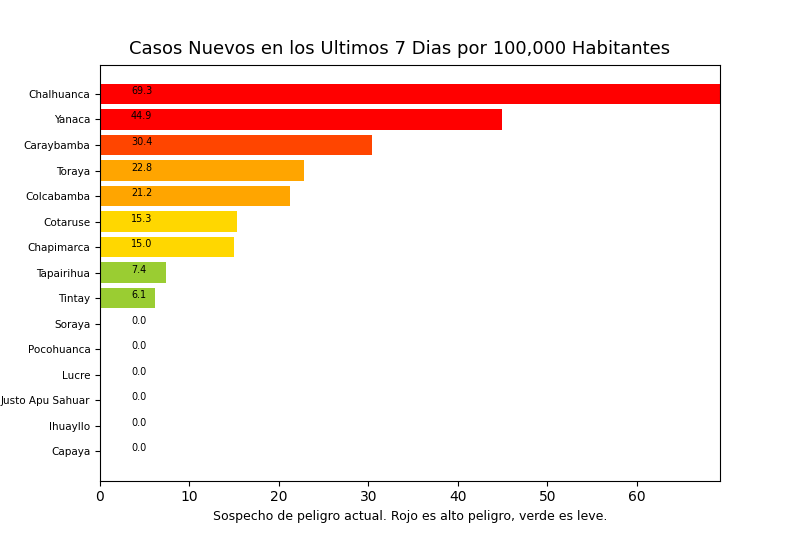 Casos Nuevos en los Ultimos 7 Dias por 100,000 Habitantes
Chalhuanca 69.3
Yanaca 44.9
Caraybamba 30.4
Toraya 22.8
Colcabamba 21.2
Cotaruse 15.3
Chapimarca 15.0
Tapairihua 7.4
Tintay 6.1
Soraya 0.0
Pocohuanca 0.0
Lucre 0.0
Justo Apu Sahuar 0.0
Ihuayllo 0.0
Capaya 0.0
0 10 20 30 40 50 60
Sospecho de peligro actual. Rojo es alto peligro, verde es leve.